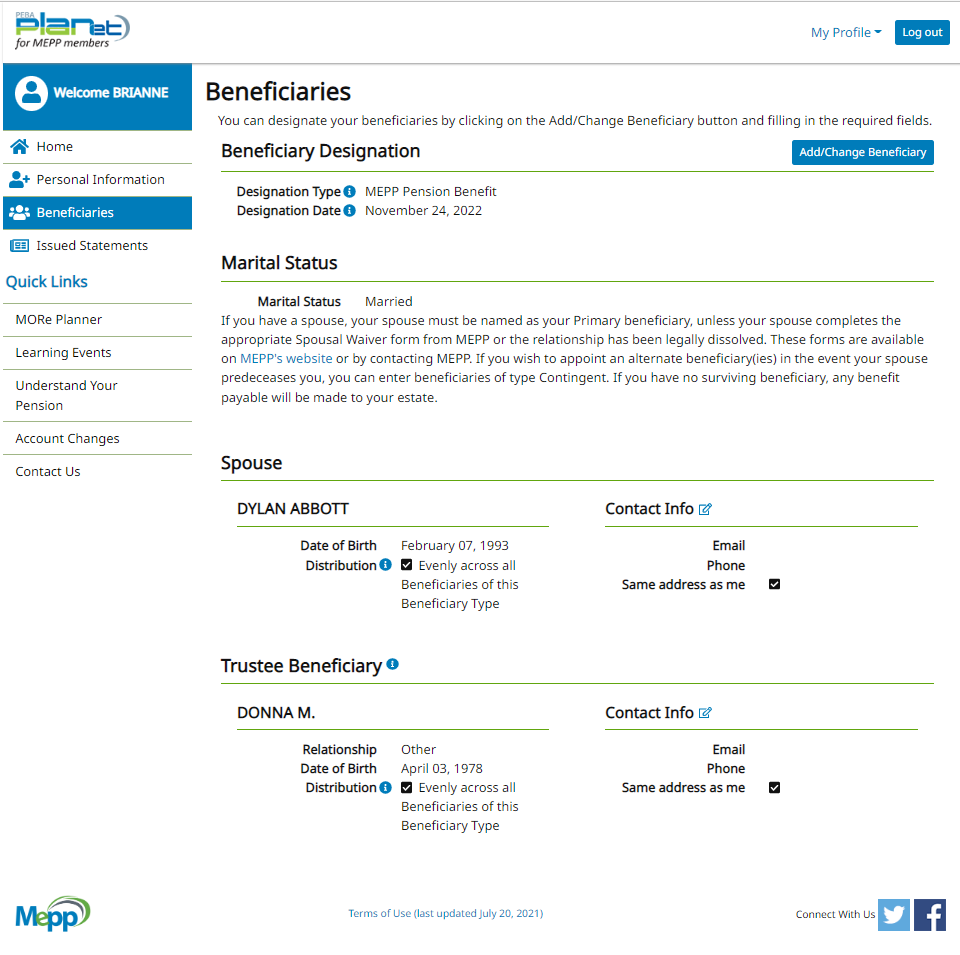 PEBA
planet
for MEPP members
My Profile
Log out
Welcome BRIANNE
Home
Personal Information
Beneficiaries
Issued Statements
Quick Links
MORe Planner
Learning Events
Understand Your
Pension
Account Changes
Contact Us
Beneficiaries
You can designate your beneficiaries by clicking on the Add/Change Beneficiary button and filling in the required fields.
Beneficiary Designation
Add/Change Beneficiary
Designation Type MEPP Pension Benefit
Designation Date November 24, 2022
Marital Status
Marital Status Married
If you have a spouse, your spouse must be named as your Primary beneficiary, unless your spouse completes the
appropriate Spousal Waiver form from MEPP or the relationship has been legally dissolved. These forms are available
on MEPP's website or by contacting MEPP. If you wish to appoint an alternate beneficiary(ies) in the event your spouse
predeceases you, you can enter beneficiaries of type Contingent. If you have no surviving beneficiary, any benefit
payable will be made to your estate.
Spouse
DYLAN ABBOTT
Date of Birth February 07, 1993
Distribution Evenly across all
Beneficiaries of this
Beneficiary Type
Contact Info
Email
Phone
Same address as me
Trustee Beneficiary
DONNA M.
Relationship Other
Date of Birth April 03, 1978
Distribution Evenly across all
Beneficiaries of this
Beneficiary Type
Contact Info
Email
Phone
Same address as me
Mepp
Terms of Use (last updated July 20, 2021)
Connect With Us